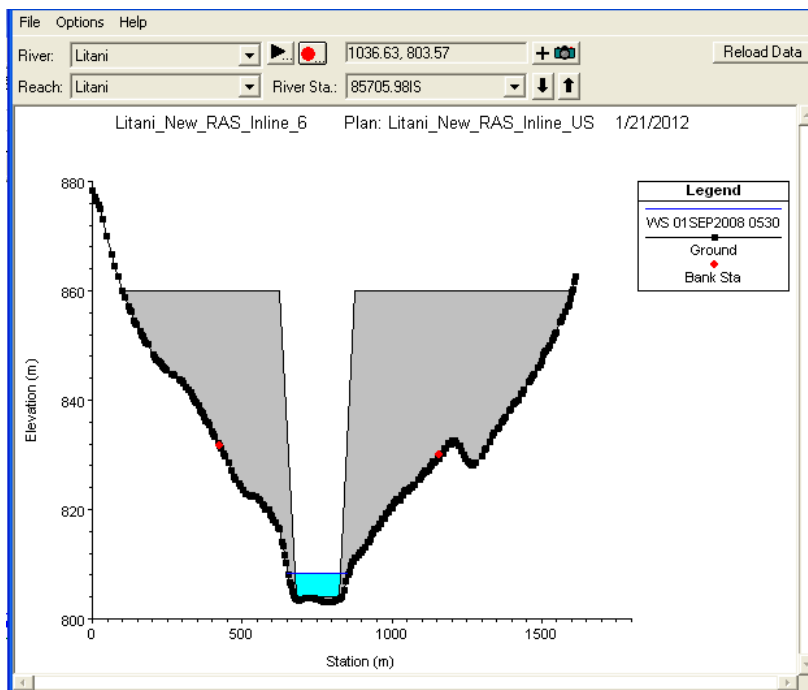 File Options Help
River: Litani ... ... 1036.63, 803.57 + Reload Data
Reach: Litani River Sta.: 85705.98IS
Litani_New_RAS_Inline_6 Plan: Litani_New_RAS_Inline_US 1/21/2012
Legend
WS 01SEP2008 0530
Ground
Bank Sta
880
860
840
820
800
Elevation (m)
0 500 1000 1500
Station (m)